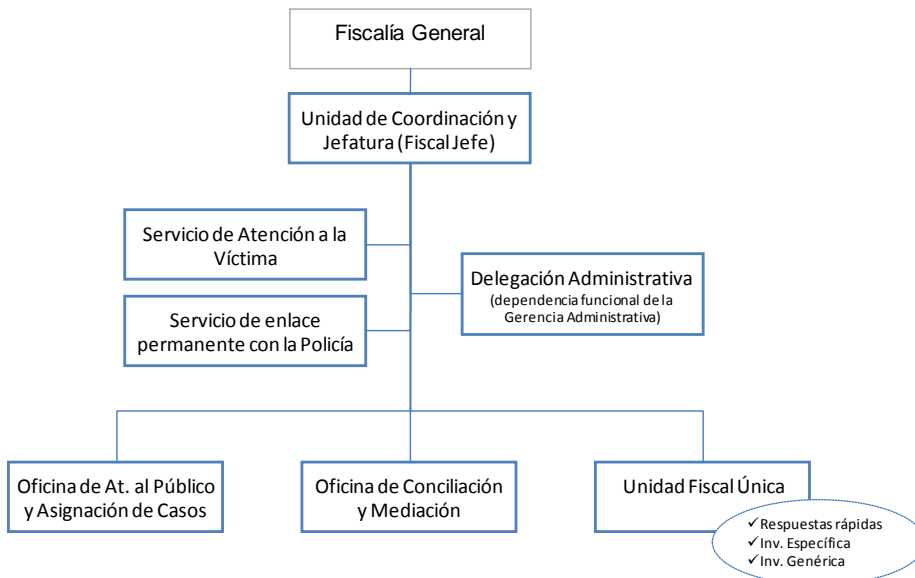 Fiscalía General
Unidad de Coordinación y
Jefatura (Fiscal Jefe)
Servicio de Atención a la
Víctima
Delegación Administrativa
(dependencia funcional de la
Gerencia Administrativa)
Servicio de enlace
permanente con la Policía
Oficina de At. al Público
y Asignación de Casos
Oficina de Conciliación
y Mediación
Unidad Fiscal Única
✓Respuestas rápidas
✓Inv. Específica
✓Inv. Genérica